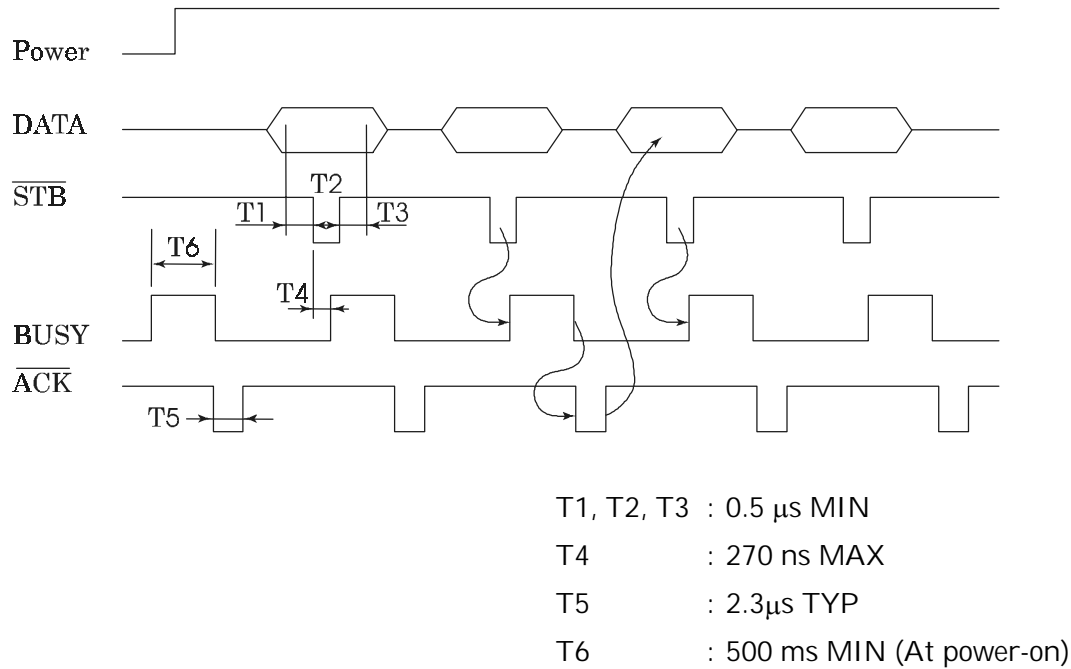 Power
DATA
STB
T2
T1
T3
T6
T4
BUSY
ACK
T5
T1, T2, T3 : 0.5 μs MIN
T4 : 270 ns MAX
T5 : 2.3μs TYP
T6 : 500 ms MIN (At power-on)